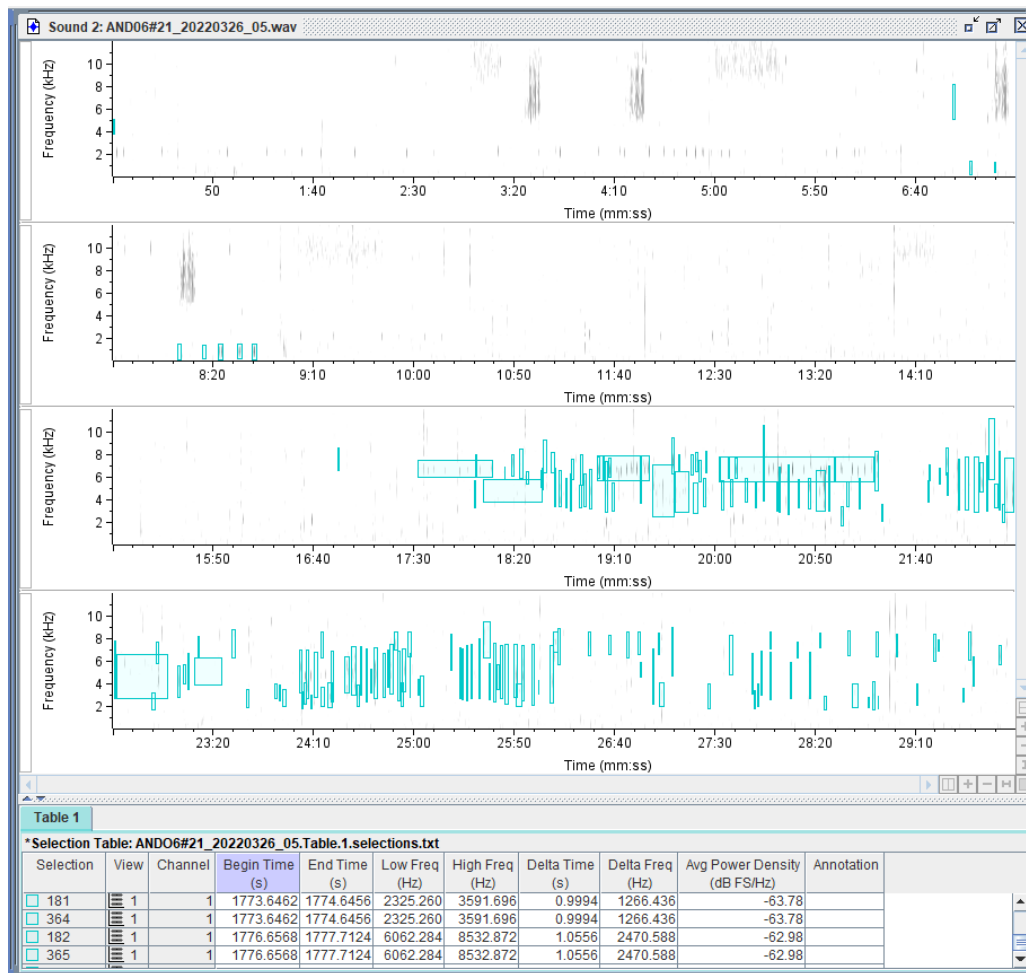 Sound 2: AND06#21_20220326_05.wav
Frequency (kHz)
10
8
6
4
2
50 1:40 2:30 3:20 4:10 5:00 5:50 6:40
Time (mm:ss)
Frequency (kHz)
10
8
6
4
2
8:20 9:10 10:00 10:50 11:40 12:30 13:20 14:10
Time (mm:ss)
Frequency (kHz)
10
8
6
4
2
15:50 16:40 17:30 18:20 19:10 20:00 20:50 21:40
Time (mm:ss)
Frequency (kHz)
10
8
6
4
2
23:20 24:10 25:00 25:50 26:40 27:30 28:20 29:10
Time (mm:ss)
Table 1
*Selection Table: ANDO6#21_20220326_05.Table.1.selections.txt
Selection View Channel Begin Time End Time Low Freq High Freq Delta Time Delta Freq Avg Power Density Annotation
(s) (s) (Hz) (Hz) (s) (Hz) (dB FS/Hz)
181 1 1 1773.6462 1774.6456 2325.260 3591.696 0.9994 1266.436 -63.78
364 1 1 1773.6462 1774.6456 2325.260 3591.696 0.9994 1266.436 -63.78
182 1 1 1776.6568 1777.7124 6062.284 8532.872 1.0556 2470.588 -62.98
365 1 1 1776.6568 1777.7124 6062.284 8532.872 1.0556 2470.588 -62.98